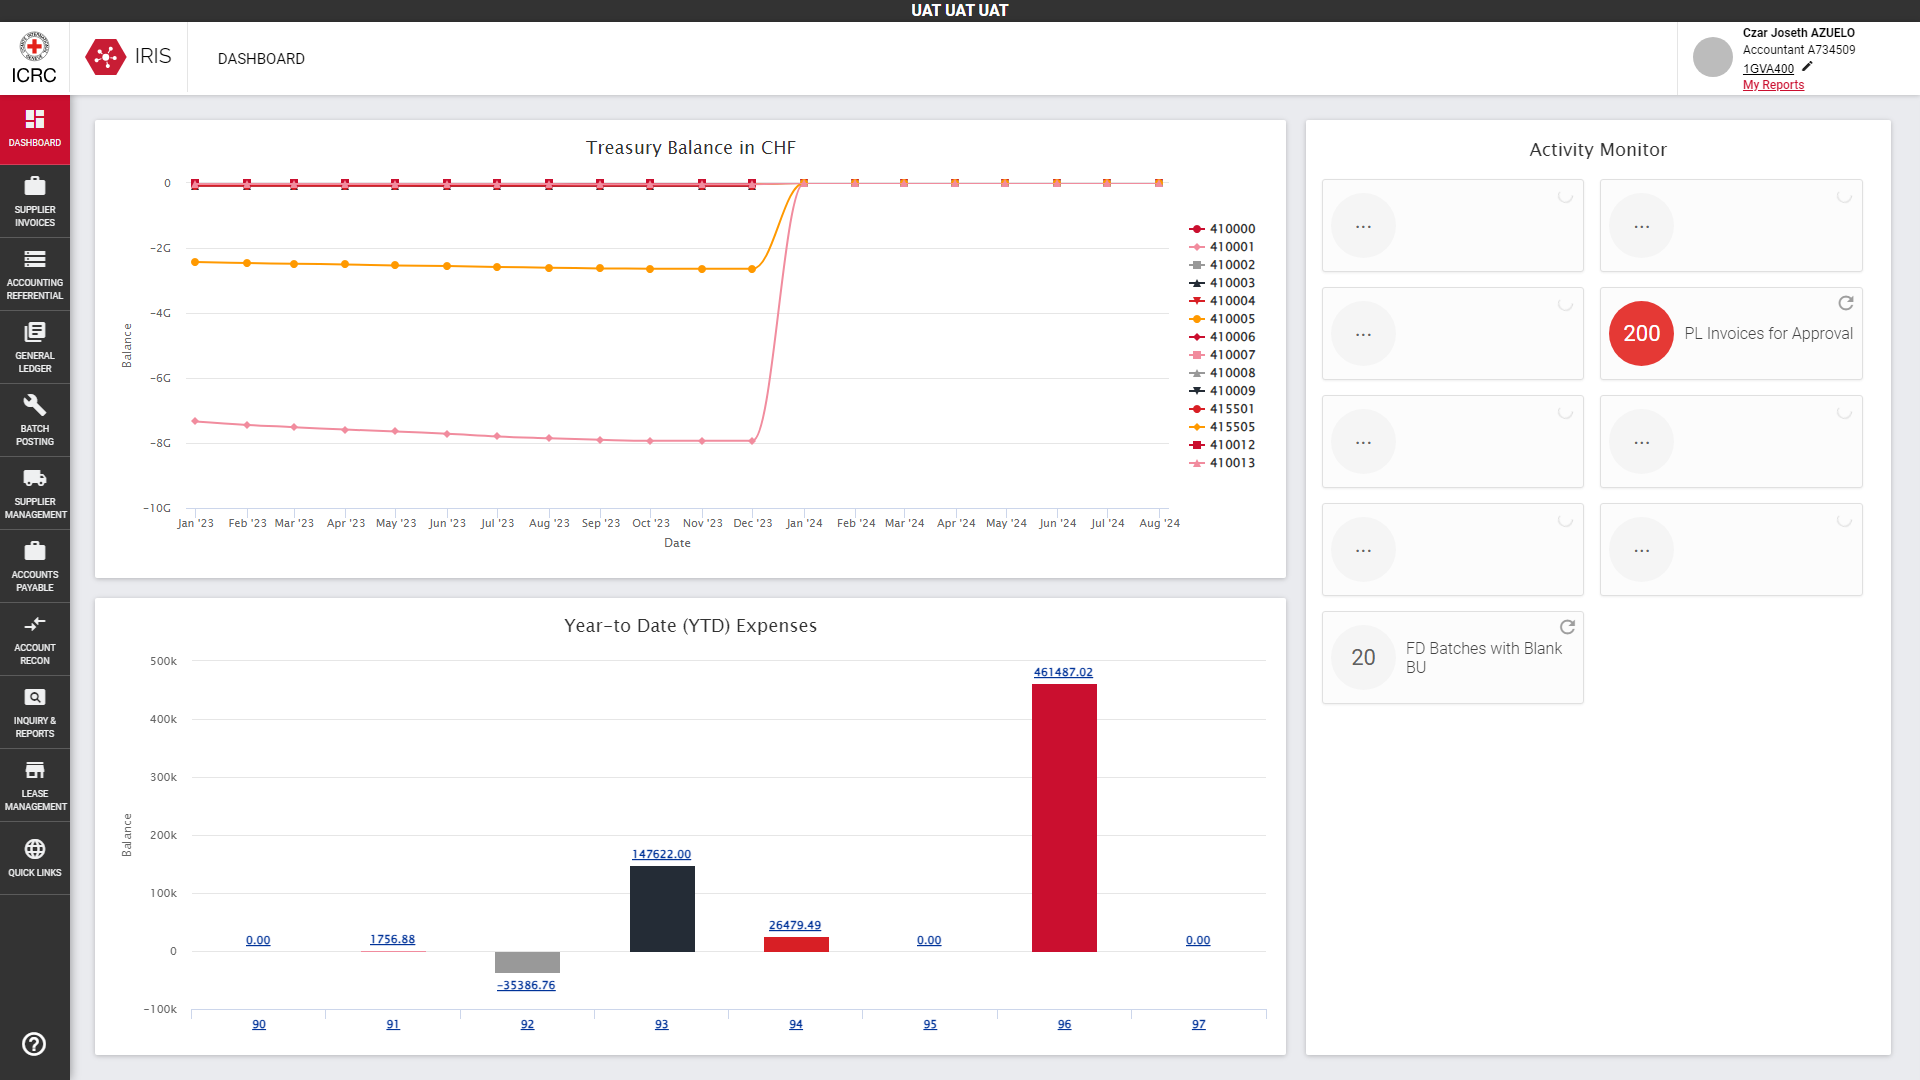 UAT UAT UAT
ICRC
IRIS
DASHBOARD
Czar Joseth AZUELO
Accountant A734509
1GVA400
My Reports
DASHBOARD
SUPPLIER
INVOICES
ACCOUNTING
REFERENTIAL
GENERAL
LEDGER
BATCH
POSTING
SUPPLIER
MANAGEMENT
ACCOUNTS
PAYABLE
ACCOUNT
RECON
INQUIRY &
REPORTS
LEASE
MANAGEMENT
QUICK LINKS
Treasury Balance in CHF
0
-2G
-4G
-6G
-8G
-10G
Balance
Jan '23 Feb '23 Mar '23 Apr '23 May '23 Jun '23 Jul '23 Aug '23 Sep '23 Oct '23 Nov '23 Dec '23 Jan '24 Feb '24 Mar '24 Apr '24 May '24 Jun '24 Jul '24 Aug '24
Date
410000
410001
410002
410003
410004
410005
410006
410007
410008
410009
415501
415505
410012
410013
Year-to Date (YTD) Expenses
500k
400k
300k
200k
100k
0
-100k
Balance
0.00
1756.88
-35386.76
147622.00
26479.49
0.00
461487.02
0.00
90 91 92 93 94 95 96 97
Activity Monitor
... ...
...
200 PL Invoices for Approval
... ...
... ...
20 FD Batches with Blank
BU